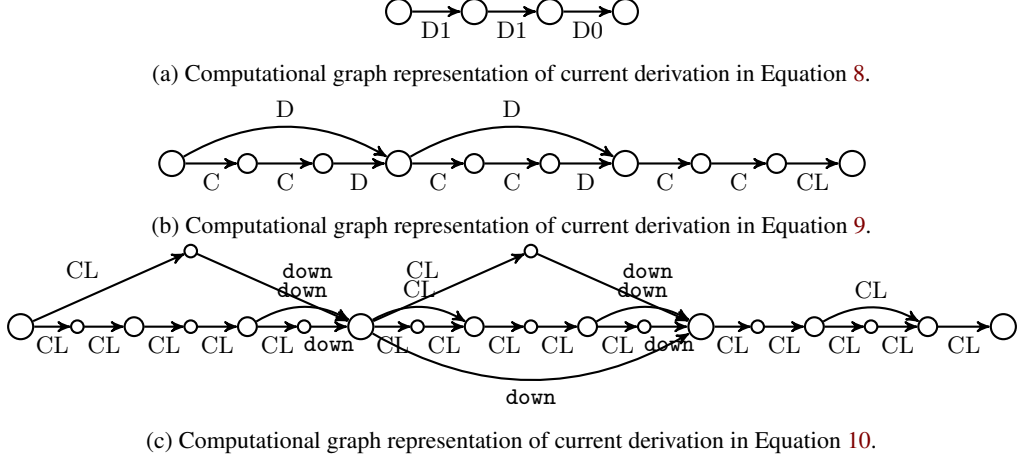 D1 D1 D0
(a) Computational graph representation of current derivation in Equation 8.
D D
C C D C C D C C CL
(b) Computational graph representation of current derivation in Equation 9.
CL down CL down
down CL down CL
CL CL CL CL CL down CL CL CL CL CL down CL CL CL CL CL
down
(c) Computational graph representation of current derivation in Equation 10.